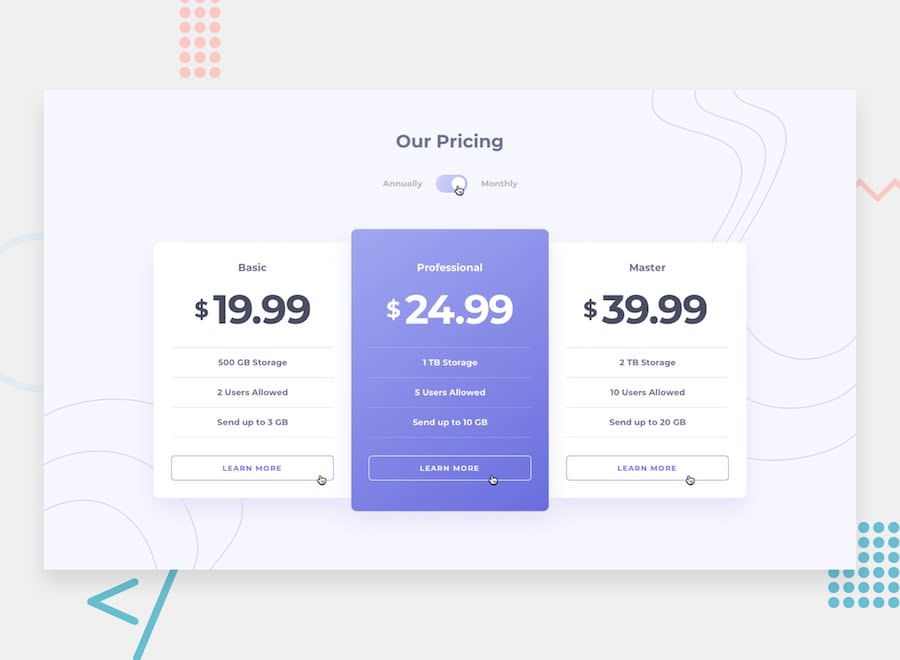 Our Pricing
Annually Monthly
Basic
$19.99
500 GB Storage
2 Users Allowed
Send up to 3 GB
LEARN MORE
Professional
$24.99
1 TB Storage
5 Users Allowed
Send up to 10 GB
LEARN MORE
Master
$39.99
2 TB Storage
10 Users Allowed
Send up to 20 GB
LEARN MORE